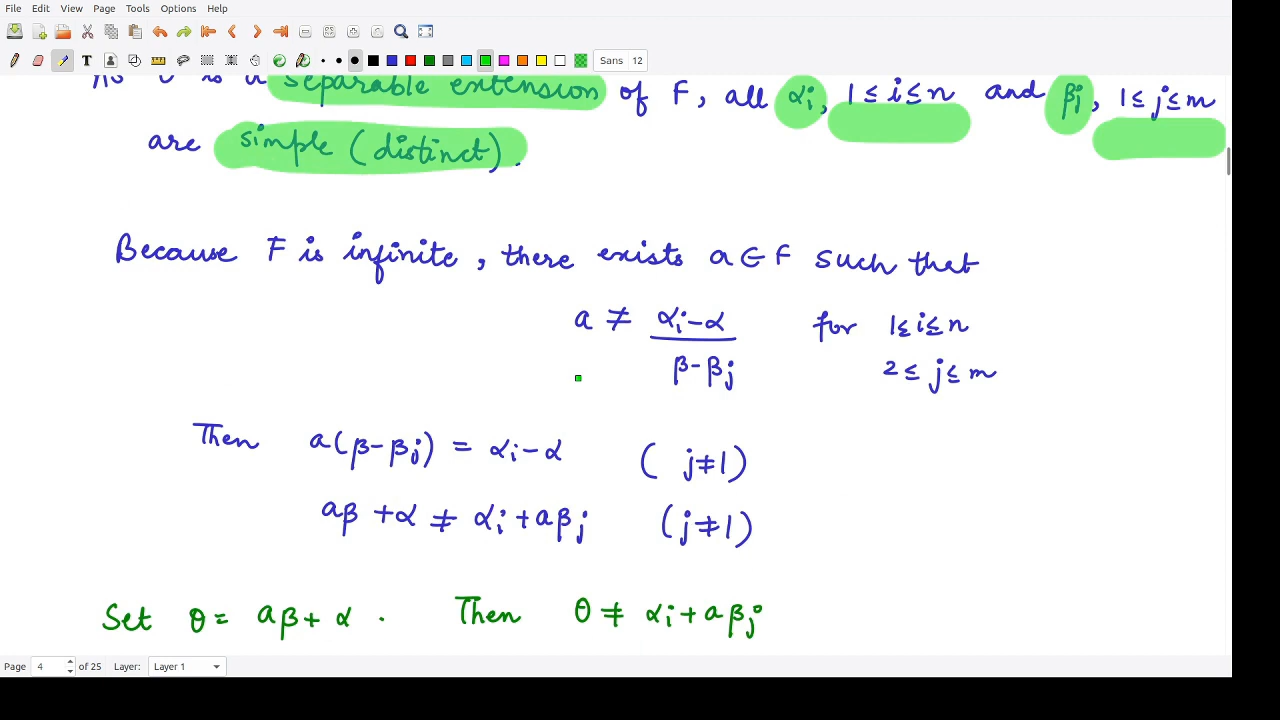 File Edit View Page Tools Options Help
Sans 12
is a separable extension of F, all αi, 1 ≤ i ≤ n and βj, 1 ≤ j ≤ m
are simple (distinct).
Because F is infinite, there exists a ∈ F such that
a ≠ (αi − α)/(β − βj) for 1 ≤ i ≤ n
2 ≤ j ≤ m
Then a(β − βj) = αi − α ( j ≠ 1)
aβ + α ≠ αi + aβj (j ≠ 1)
Set θ = aβ + α . Then θ ≠ αi + aβj
Page 4 of 25 Layer: Layer 1